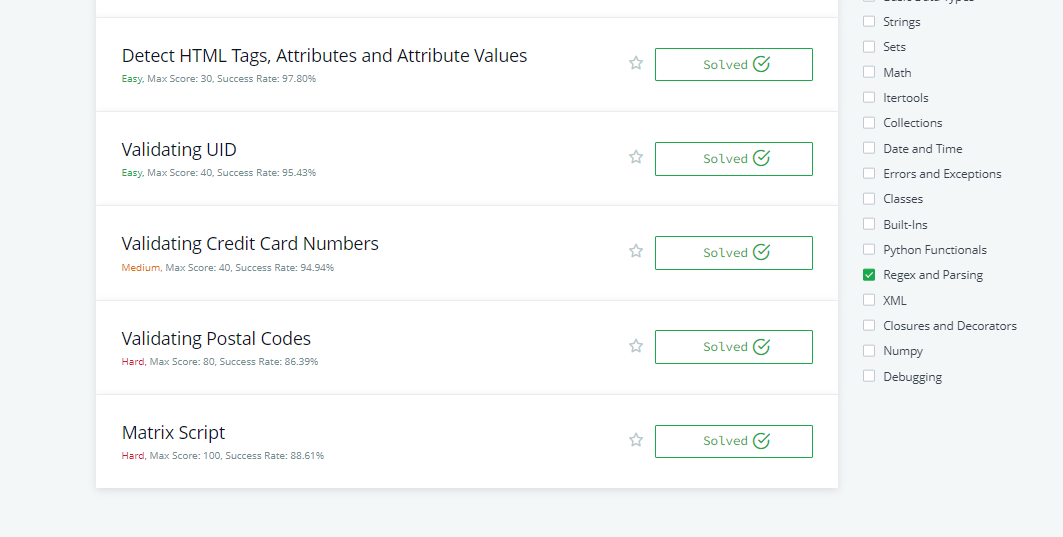 Detect HTML Tags, Attributes and Attribute Values
Easy, Max Score: 30, Success Rate: 97.80%
Solved
Validating UID
Easy, Max Score: 40, Success Rate: 95.43%
Solved
Validating Credit Card Numbers
Medium, Max Score: 40, Success Rate: 94.94%
Solved
Validating Postal Codes
Hard, Max Score: 80, Success Rate: 86.39%
Solved
Matrix Script
Hard, Max Score: 100, Success Rate: 88.61%
Solved
Basic Data Types
Strings
Sets
Math
Itertools
Collections
Date and Time
Errors and Exceptions
Classes
Built-Ins
Python Functionals
Regex and Parsing
XML
Closures and Decorators
Numpy
Debugging